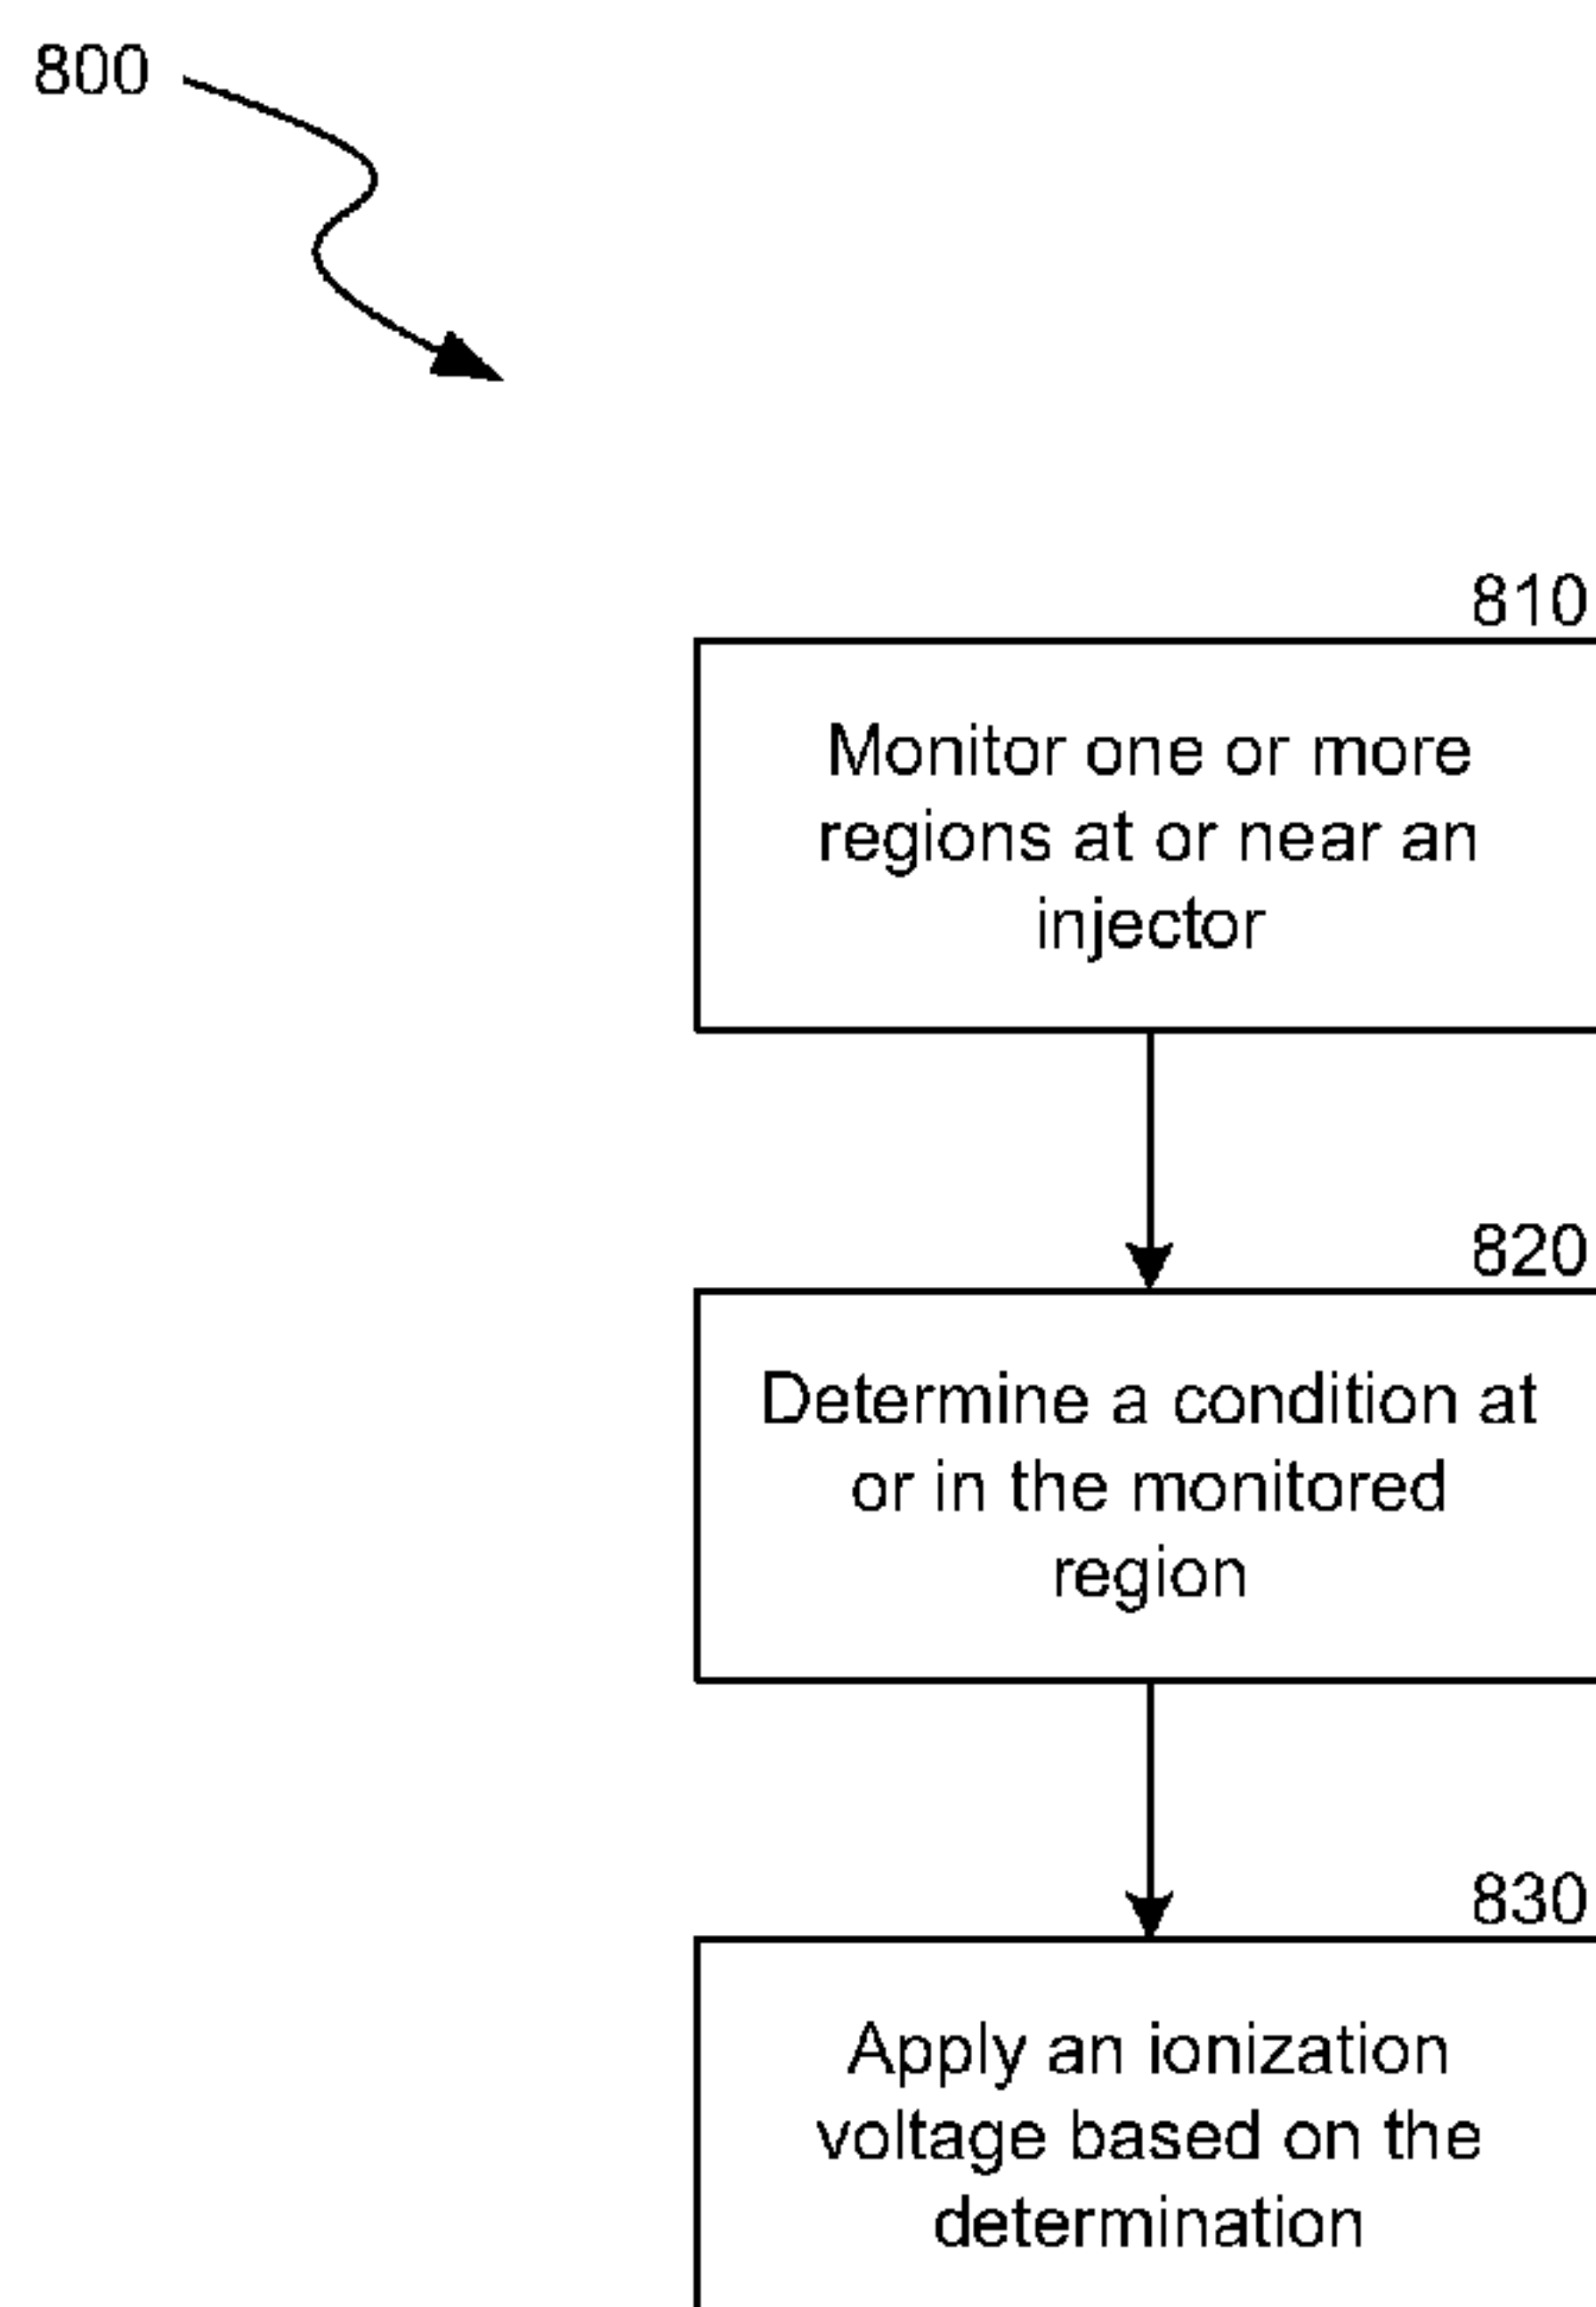 800
810
Monitor one or more
regions at or near an
injector
820
Determine a condition at
or in the monitored
region
830
Apply an ionization
voltage based on the
determination